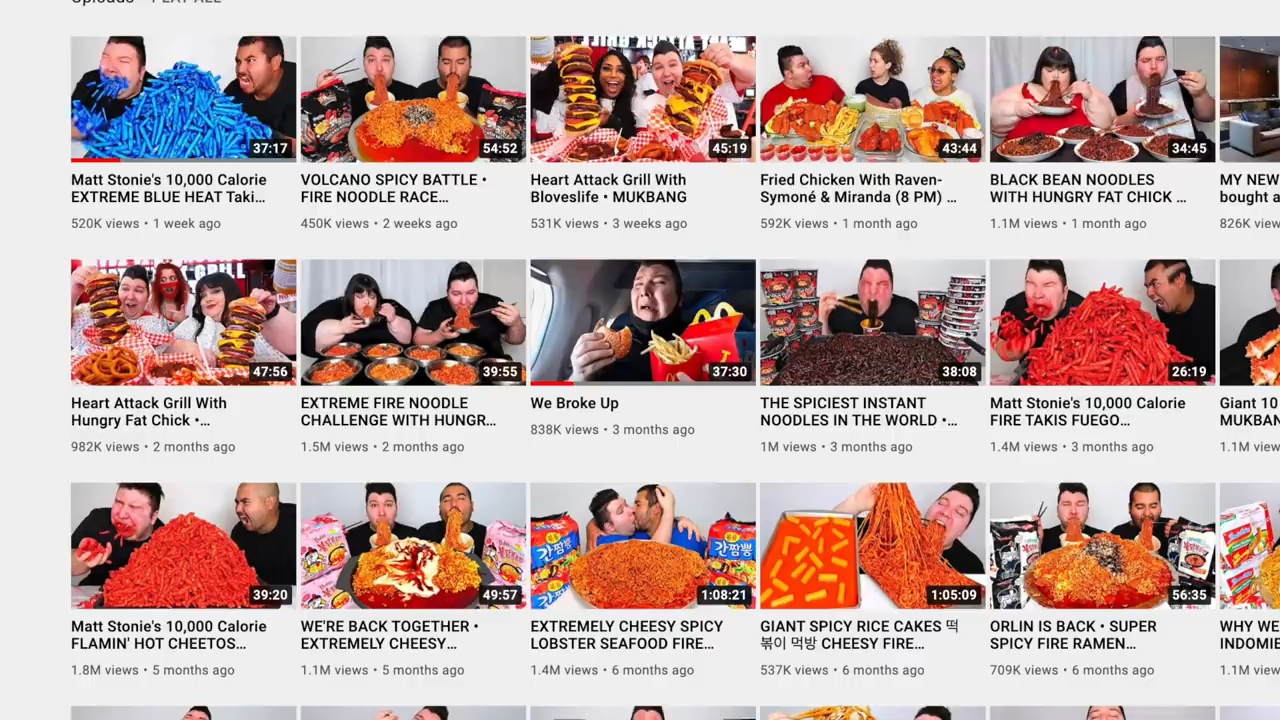 Uploads PLAY ALL
37:17
54:52
45:19
43:44
34:45
Matt Stonie's 10,000 Calorie
EXTREME BLUE HEAT Taki...
520K views • 1 week ago
VOLCANO SPICY BATTLE •
FIRE NOODLE RACE...
450K views • 2 weeks ago
Heart Attack Grill With
Bloveslife • MUKBANG
531K views • 3 weeks ago
Fried Chicken With Raven-
Symoné & Miranda (8 PM) ...
592K views • 1 month ago
BLACK BEAN NOODLES
WITH HUNGRY FAT CHICK ...
1.1M views • 1 month ago
MY NEW
bought a
826K view
47:56
39:55
37:30
38:08
26:19
Heart Attack Grill With
Hungry Fat Chick •...
982K views • 2 months ago
EXTREME FIRE NOODLE
CHALLENGE WITH HUNGR...
1.5M views • 2 months ago
We Broke Up
838K views • 3 months ago
THE SPICIEST INSTANT
NOODLES IN THE WORLD •...
1M views • 3 months ago
Matt Stonie's 10,000 Calorie
FIRE TAKIS FUEGO...
1.4M views • 3 months ago
Giant 10
MUKBAN
1.1M view
39:20
49:57
간짬뽕
간짬뽕
1:08:21
1:05:09
56:35
Matt Stonie's 10,000 Calorie
FLAMIN' HOT CHEETOS...
1.8M views • 5 months ago
WE'RE BACK TOGETHER •
EXTREMELY CHEESY...
1.1M views • 5 months ago
EXTREMELY CHEESY SPICY
LOBSTER SEAFOOD FIRE...
1.4M views • 6 months ago
GIANT SPICY RICE CAKES 떡
볶이 먹방 CHEESY FIRE...
537K views • 6 months ago
ORLIN IS BACK • SUPER
SPICY FIRE RAMEN...
709K views • 6 months ago
WHY WE
INDOMIE
1.1M view